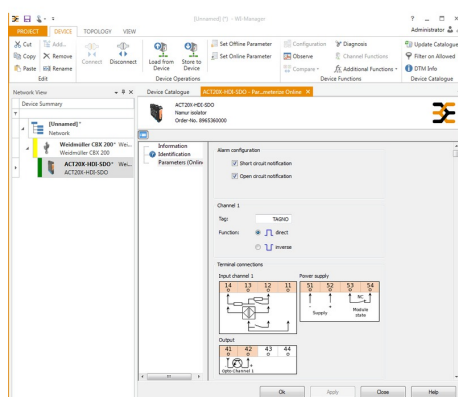 [Unnamed] (*) - WI-Manager
PROJECT DEVICE TOPOLOGY VIEW
Administrator
Cut
Copy
Paste
Add...
Remove
Rename
Edit
Connect
Disconnect
Load from Device
Store to Device
Set Offline Parameter
Set Online Parameter
Device Operations
Configuration
Observe
Compare
Diagnosis
Channel Functions
Additional Functions
Device Functions
Update Catalogue
Filter on Allowed
DTM Info
Device Catalogue
Network View
Device Summary
[Unnamed]*
Network
Weidmüller CBX 200* Wei...
Weidmüller CBX 200
ACT20X-HDI-SDO* Wei...
ACT20X-HDI-SDO
Device Catalogue
ACT20X-HDI-SDO - Par...meterize Online
ACT20X-HDI-SDO
Namur isolator
Order-No. 8965360000
Information
Identification
Parameters (Online
Alarm configuration
Short circuit notification
Open circuit notification
Channel 1
Tag: TAGNO
Function: direct
inverse
Terminal connections
Input channel 1
14 13 12 11
Power supply
51 52 53 54
- +
NC
Supply
Module state
Output
41 42 43 44
Opto Channel 1
Ok Apply Close Help